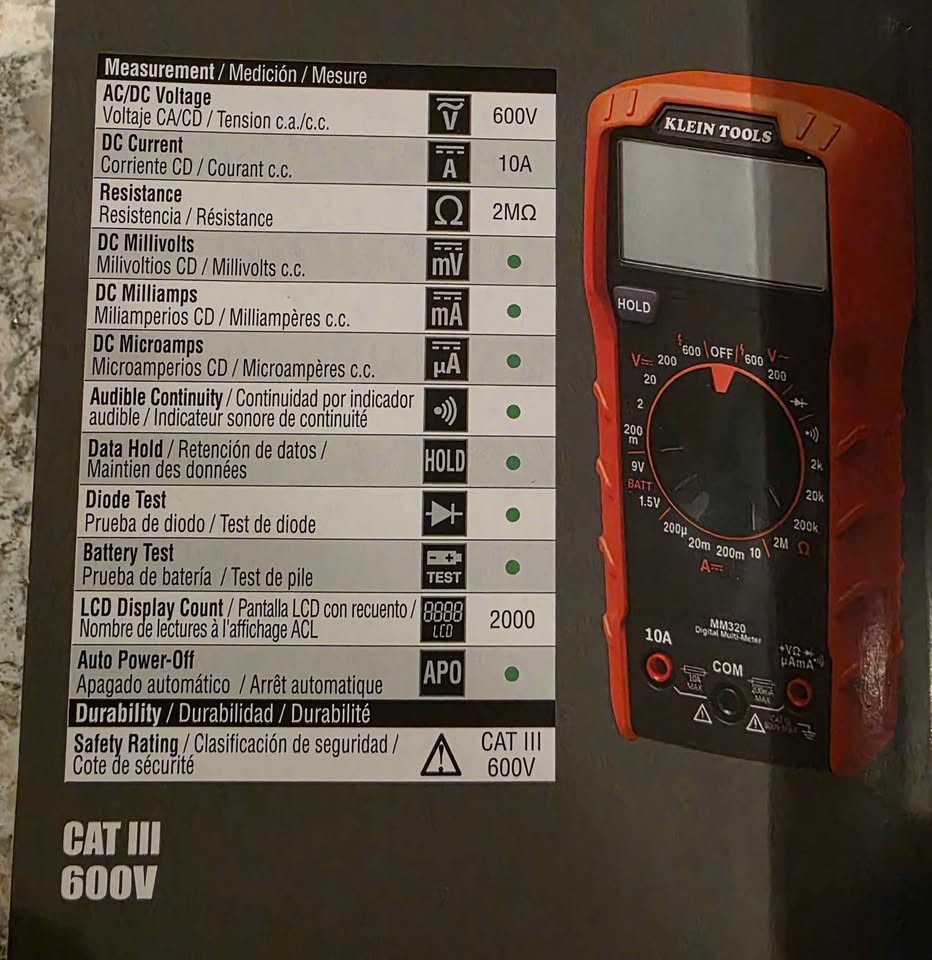 Measurement / Medición / Mesure
AC/DC Voltage
Voltaje CA/CD / Tension c.a./c.c.
V
600V
DC Current
Corriente CD / Courant c.c.
A
10A
Resistance
Resistencia / Résistance
Ω
2MΩ
DC Millivolts
Milivoltios CD / Millivolts c.c.
mV
DC Milliamps
Miliamperios CD / Milliampères c.c.
mA
DC Microamps
Microamperios CD / Microampères c.c.
µA
Audible Continuity / Continuidad por indicador
audible / Indicateur sonore de continuité
Data Hold / Retención de datos /
Maintien des données
HOLD
Diode Test
Prueba de diodo / Test de diode
Battery Test
Prueba de batería / Test de pile
- +
TEST
LCD Display Count / Pantalla LCD con recuento /
Nombre de lectures à l'affichage ACL
8888
LCD
2000
Auto Power-Off
Apagado automático / Arrêt automatique
APO
Durability / Durabilidad / Durabilité
Safety Rating / Clasificación de seguridad /
Cote de sécurité
CAT III
600V
CAT III
600V
KLEIN TOOLS
HOLD
V 200 600 OFF 600 V~
20 200
2
200
m
2k
9V
BATT
1.5V
20k
200k
200µ
20m 200m 10 2M Ω
A
MM320
Digital Multi-Meter
10A
COM
+VΩ
µAmA
10A
MAX
200mA
MAX